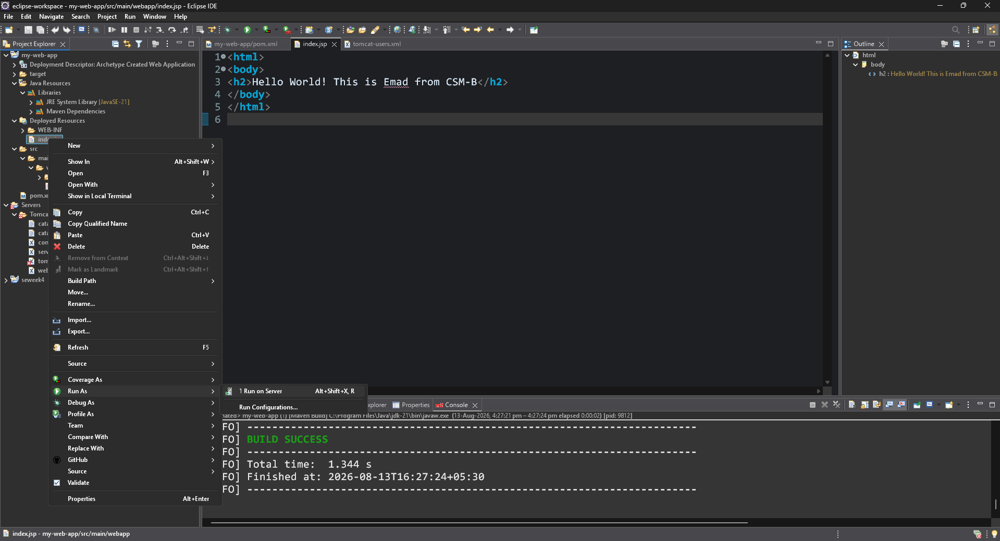 eclipse-workspace - my-web-app/src/main/webapp/index.jsp - Eclipse IDE
File Edit Navigate Search Project Run Window Help
Project Explorer
my-web-app
Deployment Descriptor: Archetype Created Web Application
target
Java Resources
Libraries
JRE System Library [JavaSE-21]
Maven Dependencies
Deployed Resources
WEB-INF
src
pom.x
Servers
Tomca
cata
cata
con
serv
tom
web
seweek4
New
Show In Alt+Shift+W
Open F3
Open With
Show in Local Terminal
Copy Ctrl+C
Copy Qualified Name
Paste Ctrl+V
Delete Delete
Remove from Context Ctrl+Alt+Shift+↓
Mark as Landmark Ctrl+Alt+Shift+↑
Build Path
Move...
Rename...
Import...
Export...
Refresh F5
Source
Coverage As
Run As
Debug As
Profile As
Team
Compare With
Replace With
GitHub
Source
Validate
Properties Alt+Enter
1 Run on Server Alt+Shift+X, R
Run Configurations...
my-web-app/pom.xml index.jsp tomcat-users.xml
1 <html>
2 <body>
3 <h2>Hello World! This is Emad from CSM-B</h2>
4 </body>
5 </html>
6
Outline
html
body
h2 : Hello World! This is Emad from CSM-B
xplorer Properties Console
nated> my-web-app (1) [Maven Build] C:\Program Files\Java\jdk-21\bin\javaw.exe (13-Aug-2026, 4:27:21 pm – 4:27:24 pm elapsed 0:00:02) [pid: 9812]
FO] ------------------------------------------------------------------------
FO] BUILD SUCCESS
FO] ------------------------------------------------------------------------
FO] Total time: 1.344 s
FO] Finished at: 2026-08-13T16:27:24+05:30
FO] ------------------------------------------------------------------------
index.jsp - my-web-app/src/main/webapp